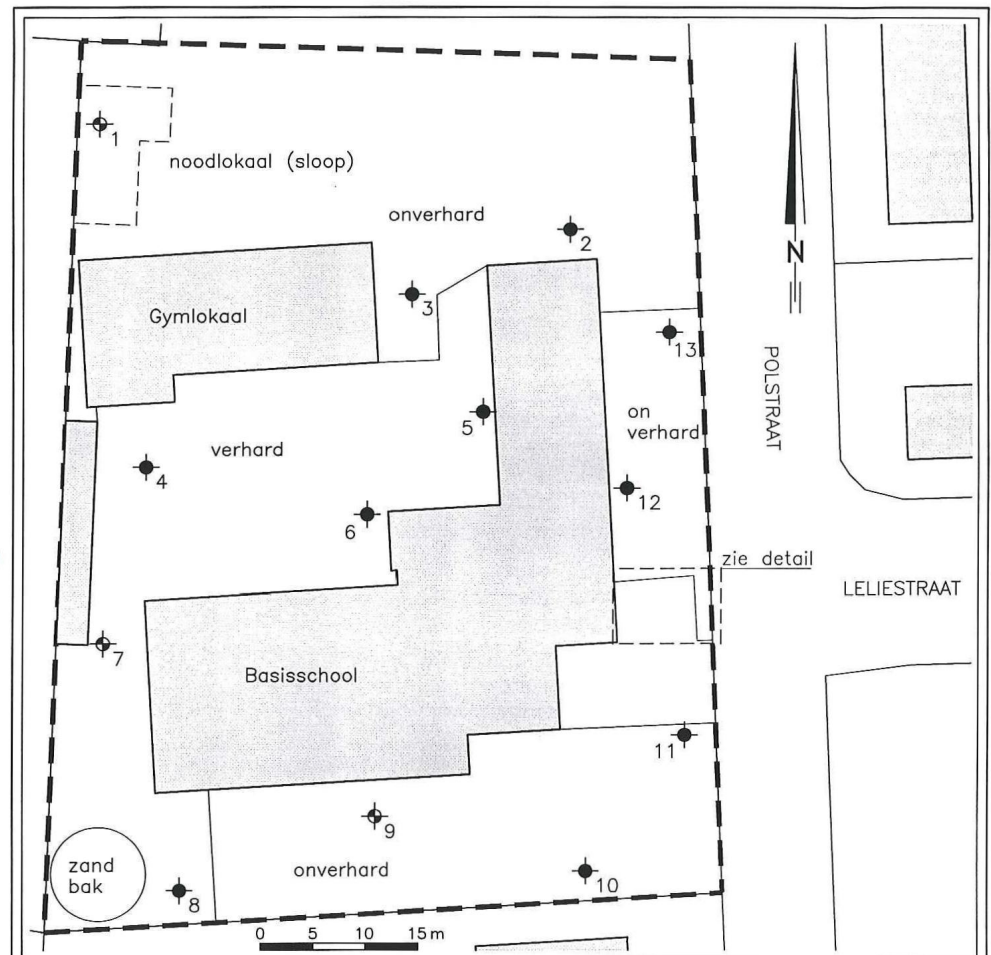 1
noodlokaal (sloop)
onverhard
2
N
3
Gymlokaal
13
POLSTRAAT
5
on
verhard
verhard
4
12
6
zie detail
LELIESTRAAT
7
Basisschool
11
9
zand
bak
onverhard
10
8
0 5 10 15 m